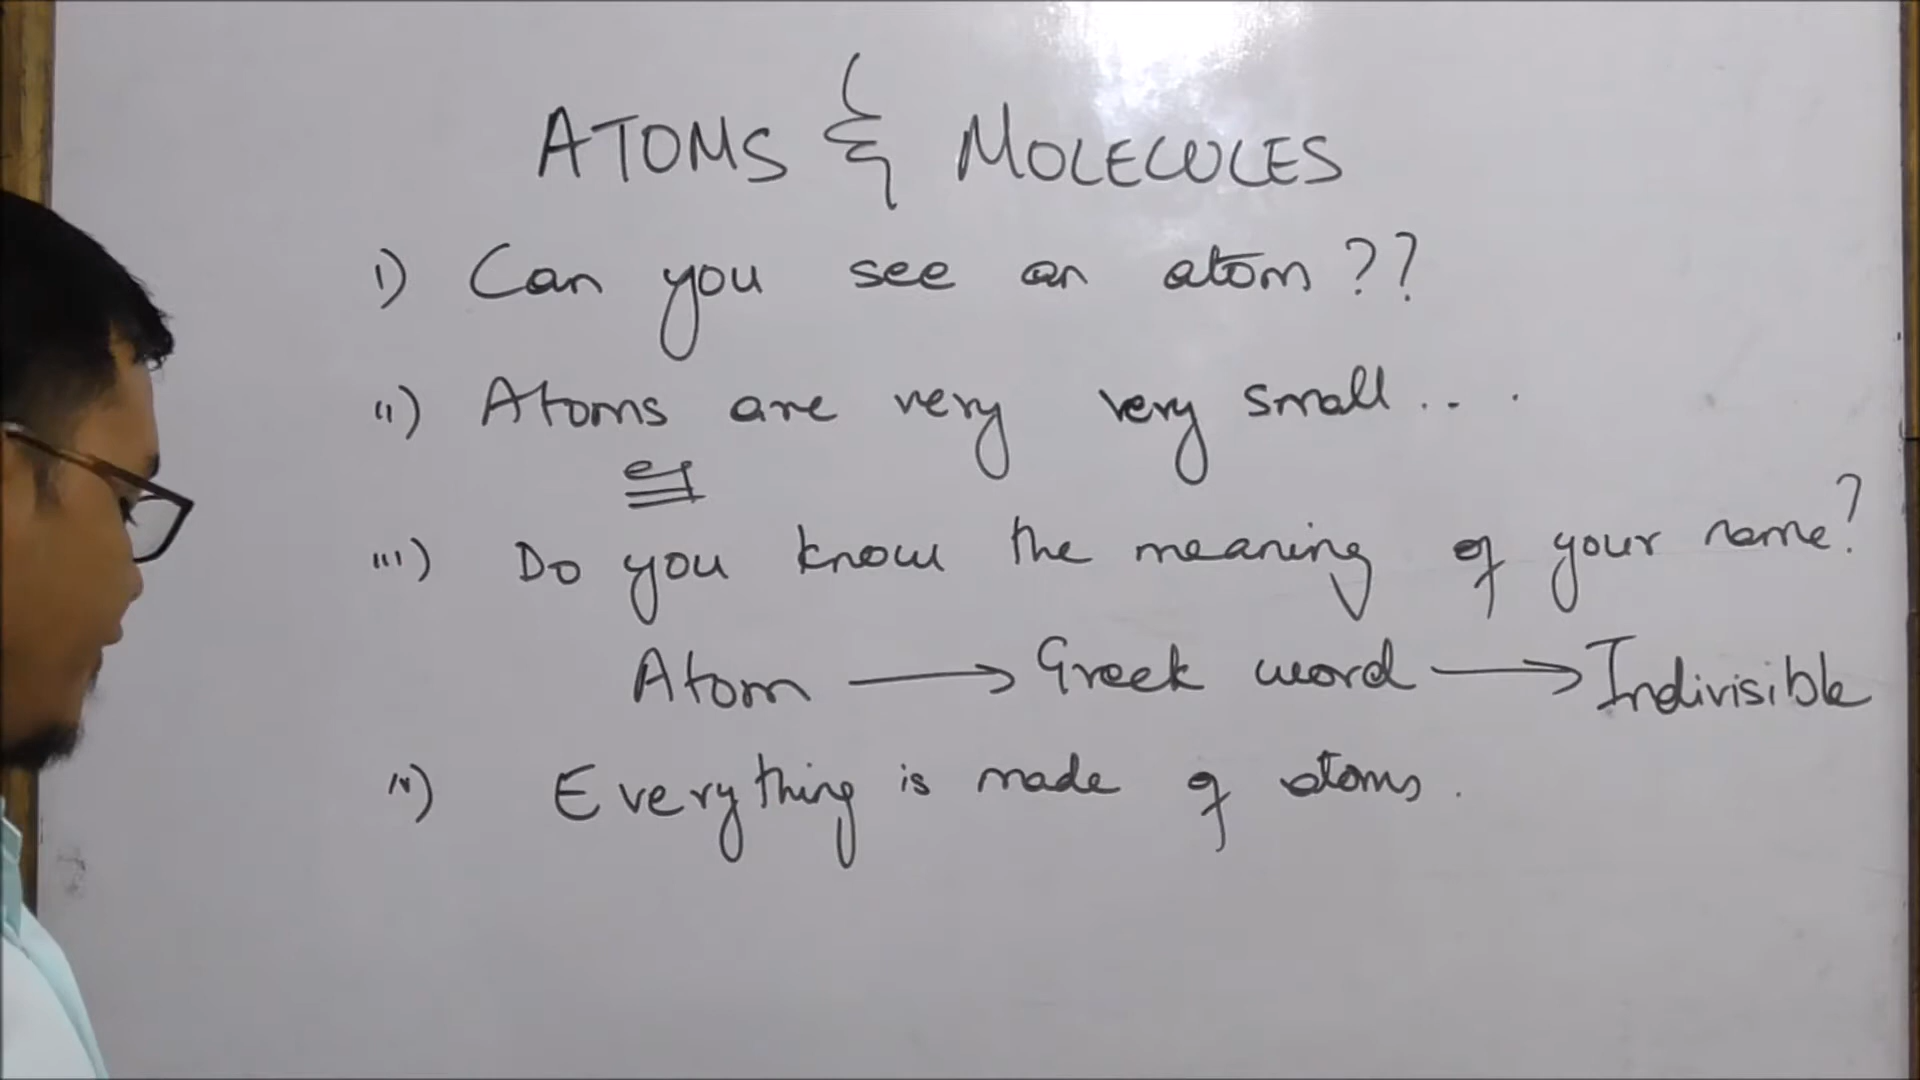 ATOMS & MOLECULES
i) Can you see an atom??
ii) Atoms are very very small...
eg
iii) Do you know the meaning of your name?
Atom → Greek word → Indivisible
iv) Everything is made of atoms.